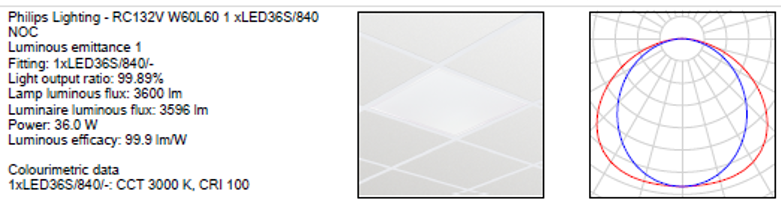 Philips Lighting - RC132V W60L60 1 xLED36S/840
NOC
Luminous emittance 1
Fitting: 1xLED36S/840/-
Light output ratio: 99.89%
Lamp luminous flux: 3600 lm
Luminaire luminous flux: 3596 lm
Power: 36.0 W
Luminous efficacy: 99.9 lm/W
Colourimetric data
1xLED36S/840/-: CCT 3000 K, CRI 100